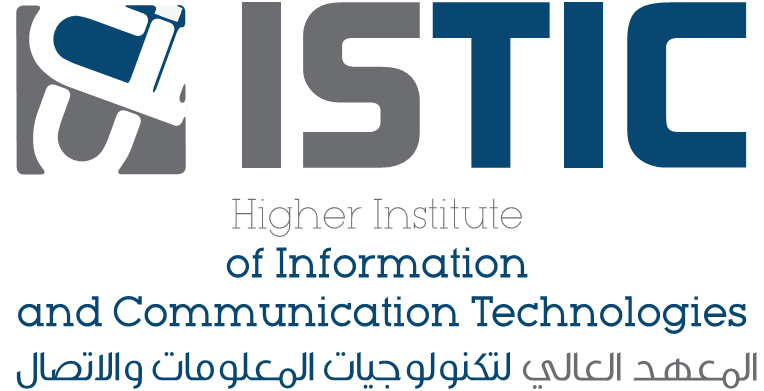 ISTIC
Higher Institute
of Information
and Communication Technologies
المعهد العالي لتكنولوجيات المعلومات والاتصال